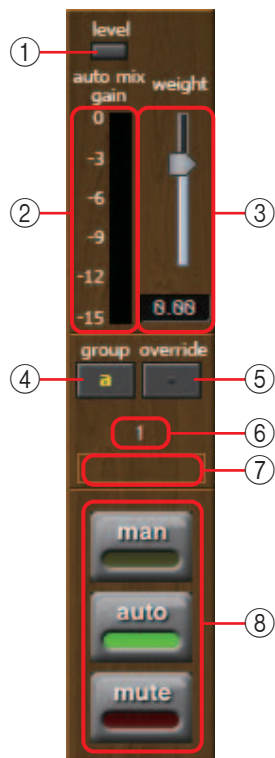 level
①
auto mix
gain
weight
0
-3
②
③
-6
-9
-12
-15
0.00
group override
④
a
-
⑤
1
⑥
⑦
man
auto
⑧
mute